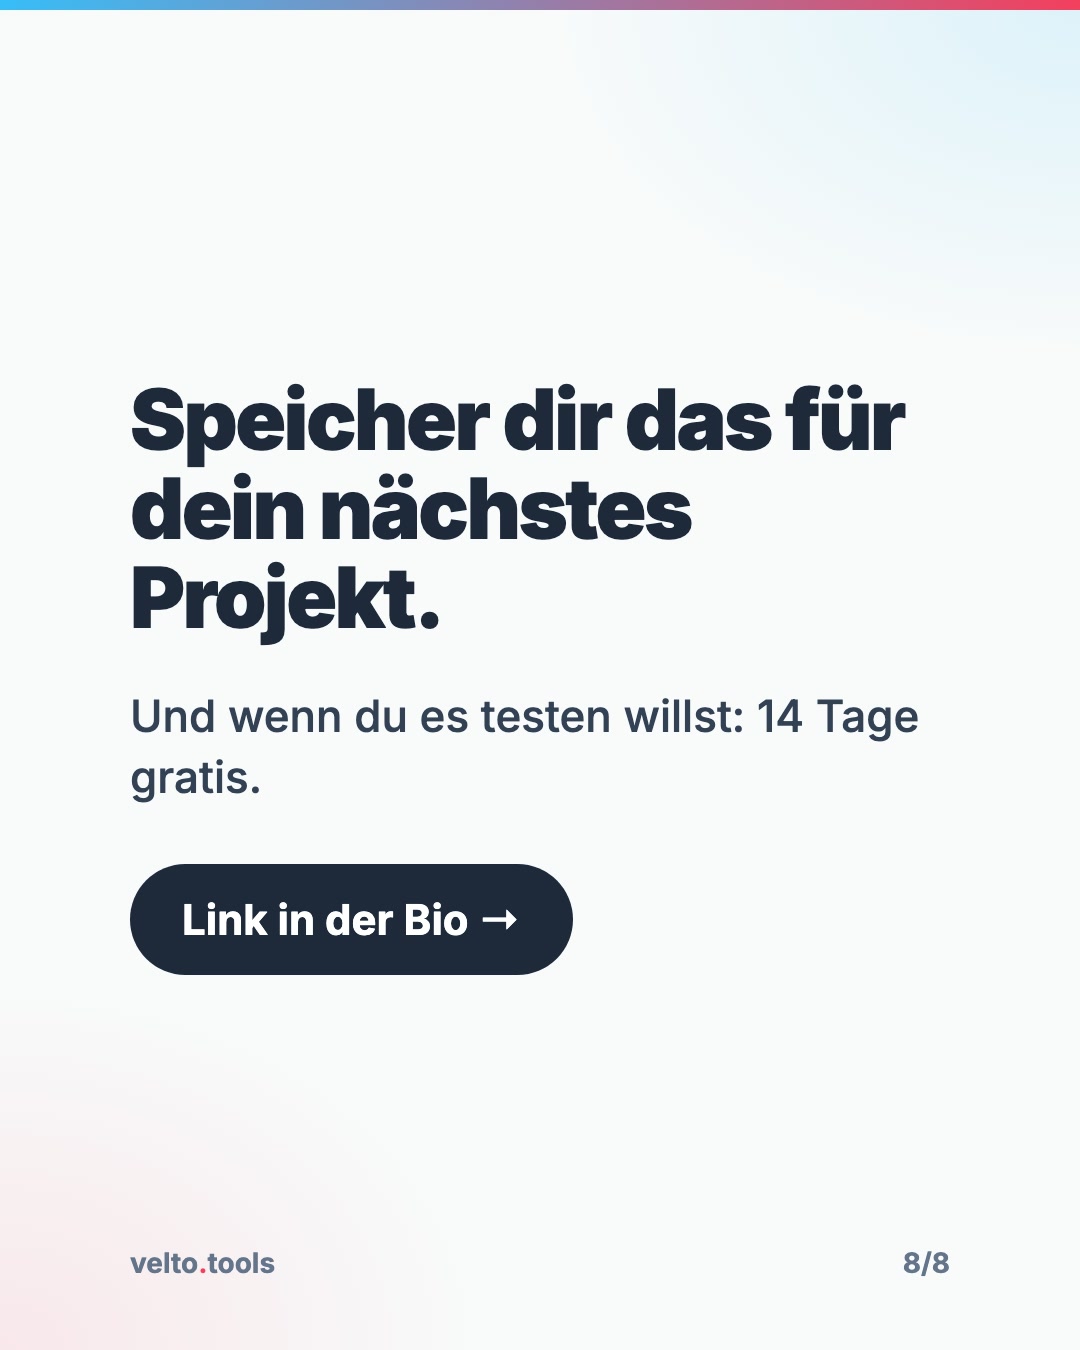 Speicher dir das für
dein nächstes
Projekt.
Und wenn du es testen willst: 14 Tage
gratis.
Link in der Bio →
velto.tools
8/8